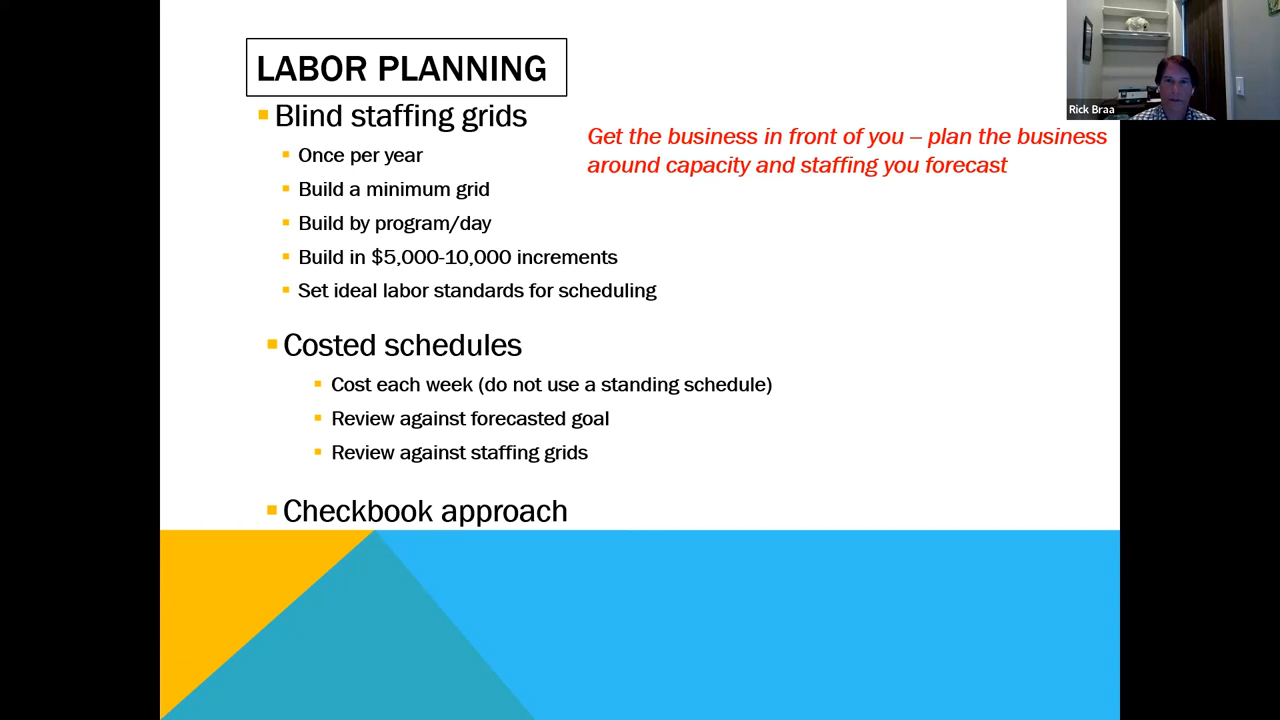 LABOR PLANNING
Blind staffing grids
Once per year
Build a minimum grid
Build by program/day
Build in $5,000-10,000 increments
Set ideal labor standards for scheduling
Get the business in front of you – plan the business
around capacity and staffing you forecast
Costed schedules
Cost each week (do not use a standing schedule)
Review against forecasted goal
Review against staffing grids
Checkbook approach
Rick Braa